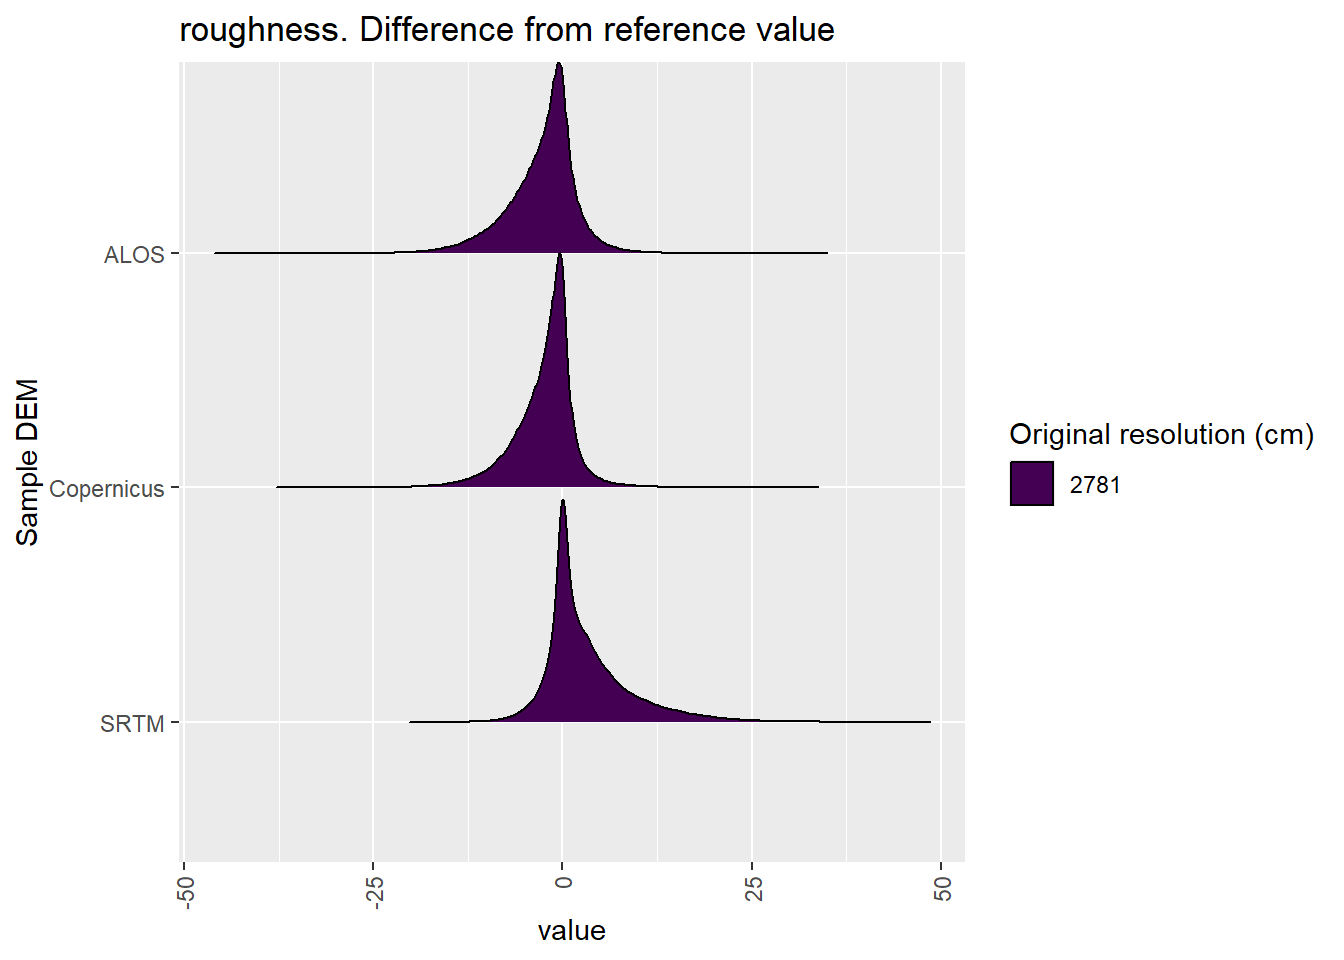 roughness. Difference from reference value
Sample DEM
ALOS
Copernicus
SRTM
-50
-25
0
25
50
value
Original resolution (cm)
2781